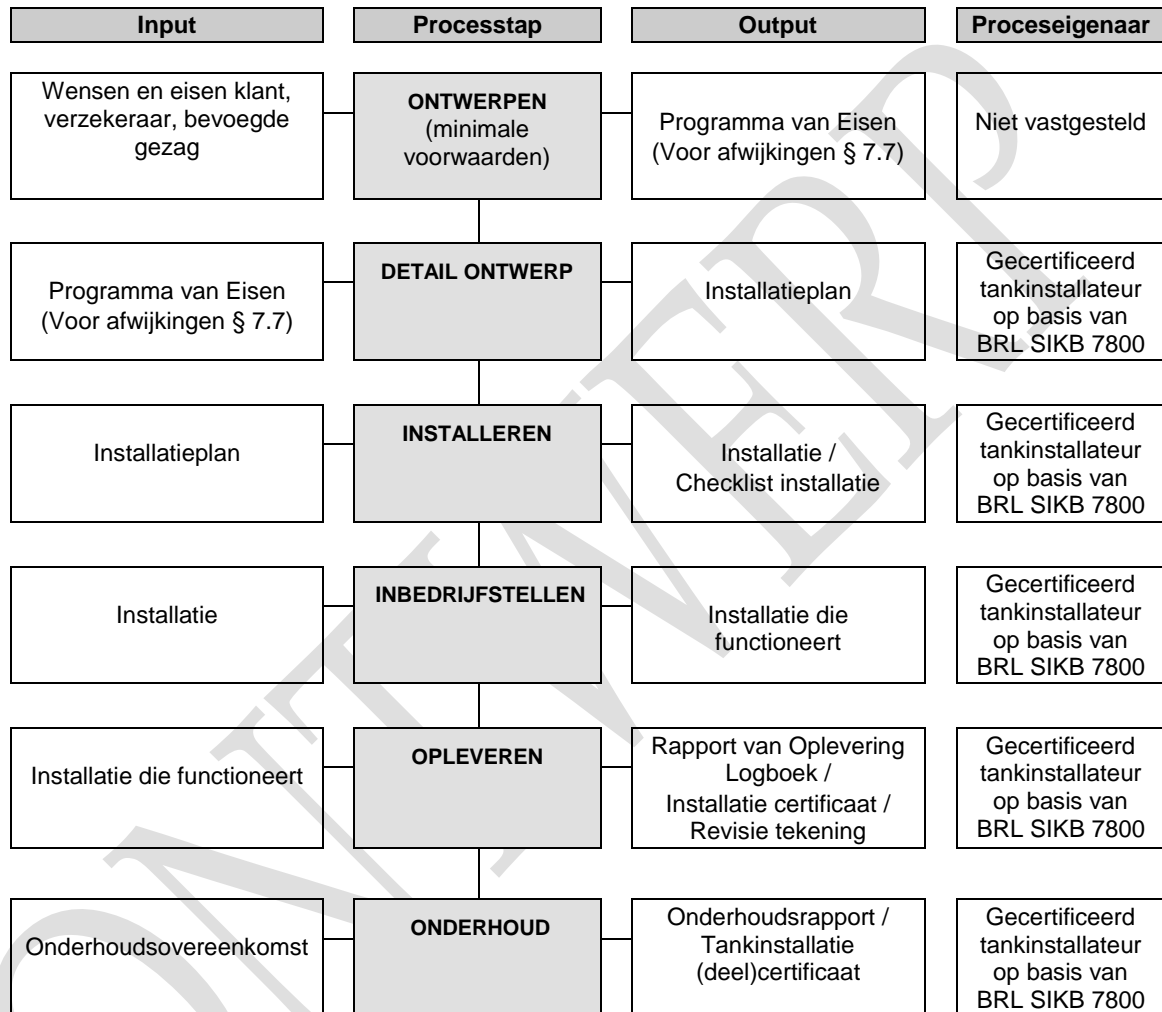 Input
Processtap
Output
Proceseigenaar
Wensen en eisen klant,
verzekeraar, bevoegde
gezag
ONTWERPEN
(minimale
voorwaarden)
Programma van Eisen
(Voor afwijkingen § 7.7)
Niet vastgesteld
Programma van Eisen
(Voor afwijkingen § 7.7)
DETAIL ONTWERP
Installatieplan
Gecertificeerd
tankinstallateur
op basis van
BRL SIKB 7800
Installatieplan
INSTALLEREN
Installatie /
Checklist installatie
Gecertificeerd
tankinstallateur
op basis van
BRL SIKB 7800
Installatie
INBEDRIJFSTELLEN
Installatie die
functioneert
Gecertificeerd
tankinstallateur
op basis van
BRL SIKB 7800
Installatie die functioneert
OPLEVEREN
Rapport van Oplevering
Logboek /
Installatie certificaat /
Revisie tekening
Gecertificeerd
tankinstallateur
op basis van
BRL SIKB 7800
Onderhoudsovereenkomst
ONDERHOUD
Onderhoudsrapport /
Tankinstallatie
(deel)certificaat
Gecertificeerd
tankinstallateur
op basis van
BRL SIKB 7800
ONTWERP